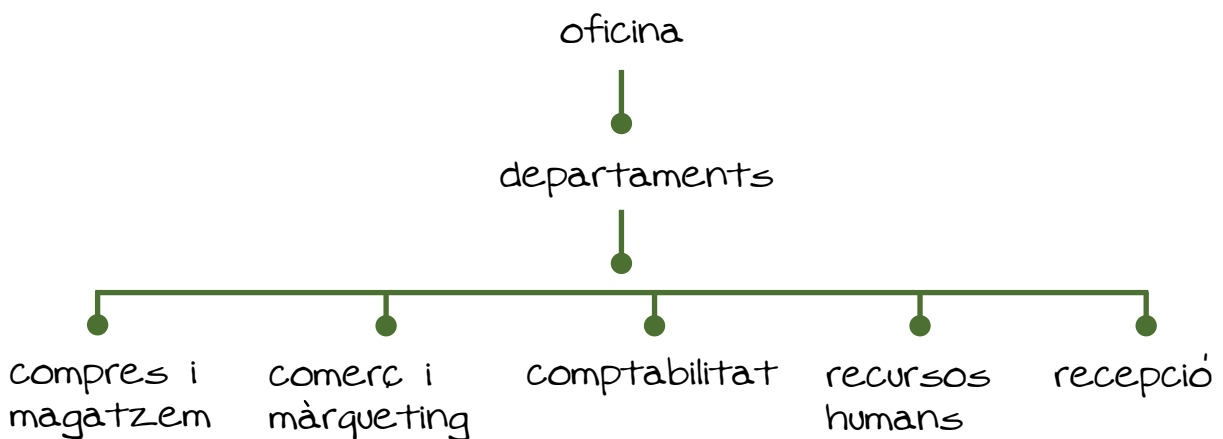 oficina
departaments
compres i
magatzem
comerç i
màrqueting
comptabilitat
recursos
humans
recepció